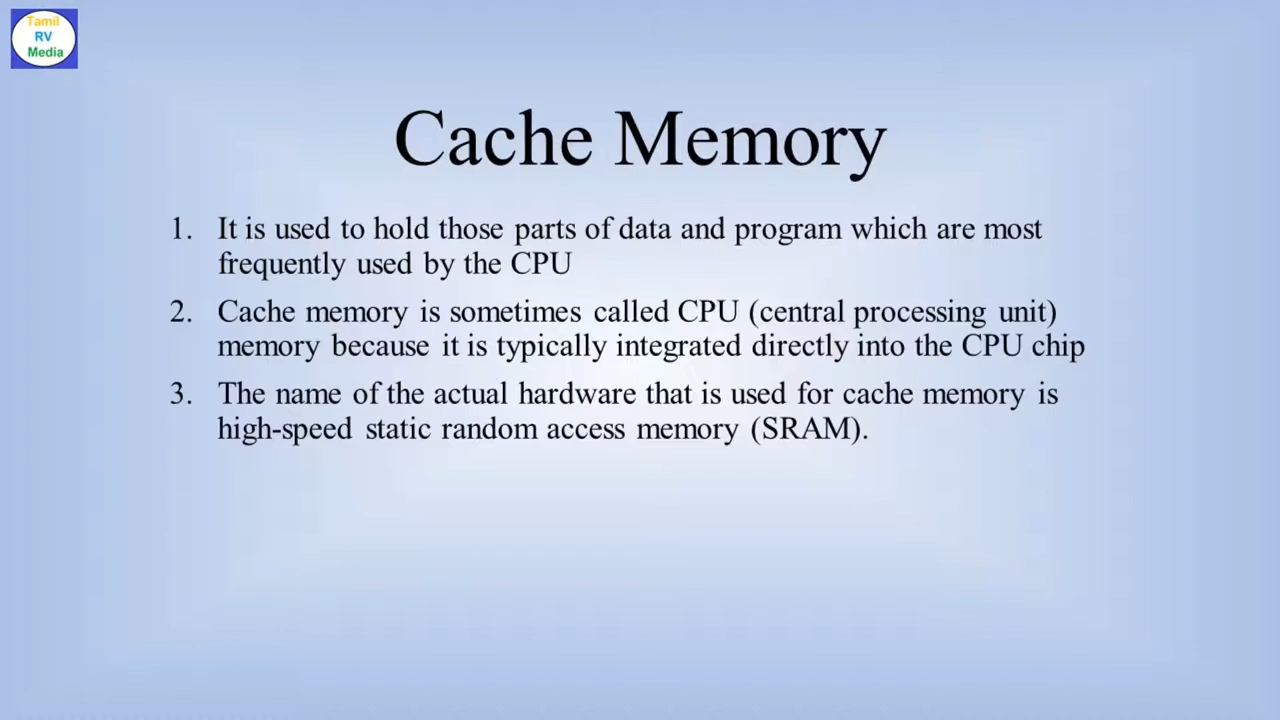 Tamil
RV
Media
Cache Memory
1. It is used to hold those parts of data and program which are most
frequently used by the CPU
2. Cache memory is sometimes called CPU (central processing unit)
memory because it is typically integrated directly into the CPU chip
3. The name of the actual hardware that is used for cache memory is
high-speed static random access memory (SRAM).